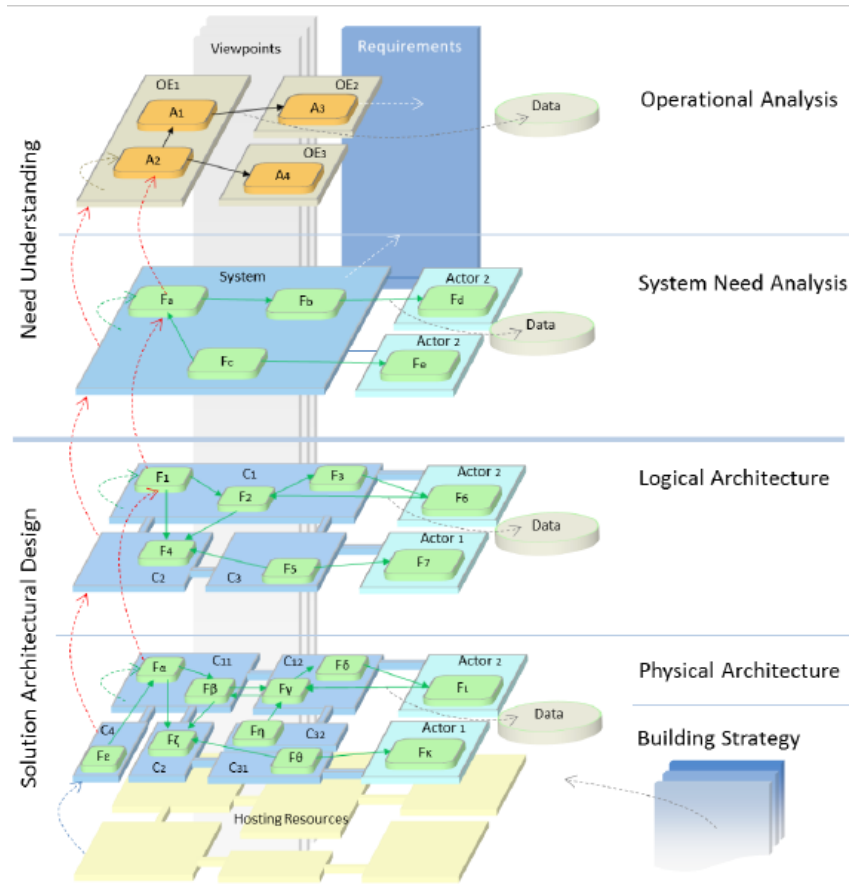 Viewpoints
Requirements
OE1
OE2
A1
A3
Data
Operational Analysis
A2
OE3
A4
Need Understanding
System
Actor 2
System Need Analysis
Fa
Fb
Fd
Data
Actor 2
Fc
Fe
C1
Actor 2
Logical Architecture
F1
F3
F2
F6
Data
Actor 1
F4
F5
F7
C2
C3
Solution Architectural Design
C11
C12
Actor 2
Physical Architecture
Fα
Fδ
Fβ
Fγ
Fι
Data
C4
Fη
C32
Actor 1
Building Strategy
Fζ
Fε
Fθ
Fκ
C2
C31
Hosting Resources